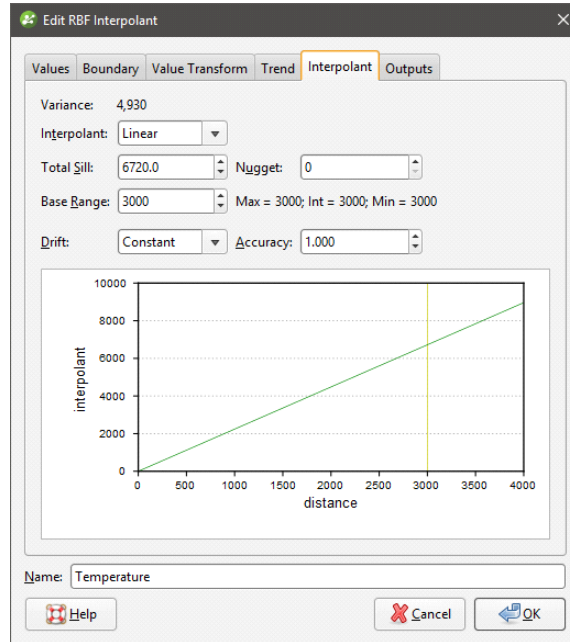 Edit RBF Interpolant
Values Boundary Value Transform Trend Interpolant Outputs
Variance: 4,930
Interpolant: Linear
Total Sill: 6720.0 Nugget: 0
Base Range: 3000 Max = 3000; Int = 3000; Min = 3000
Drift: Constant Accuracy: 1.000
10000
8000
6000
4000
2000
0
interpolant
0 500 1000 1500 2000 2500 3000 3500 4000
distance
Name: Temperature
Help Cancel OK